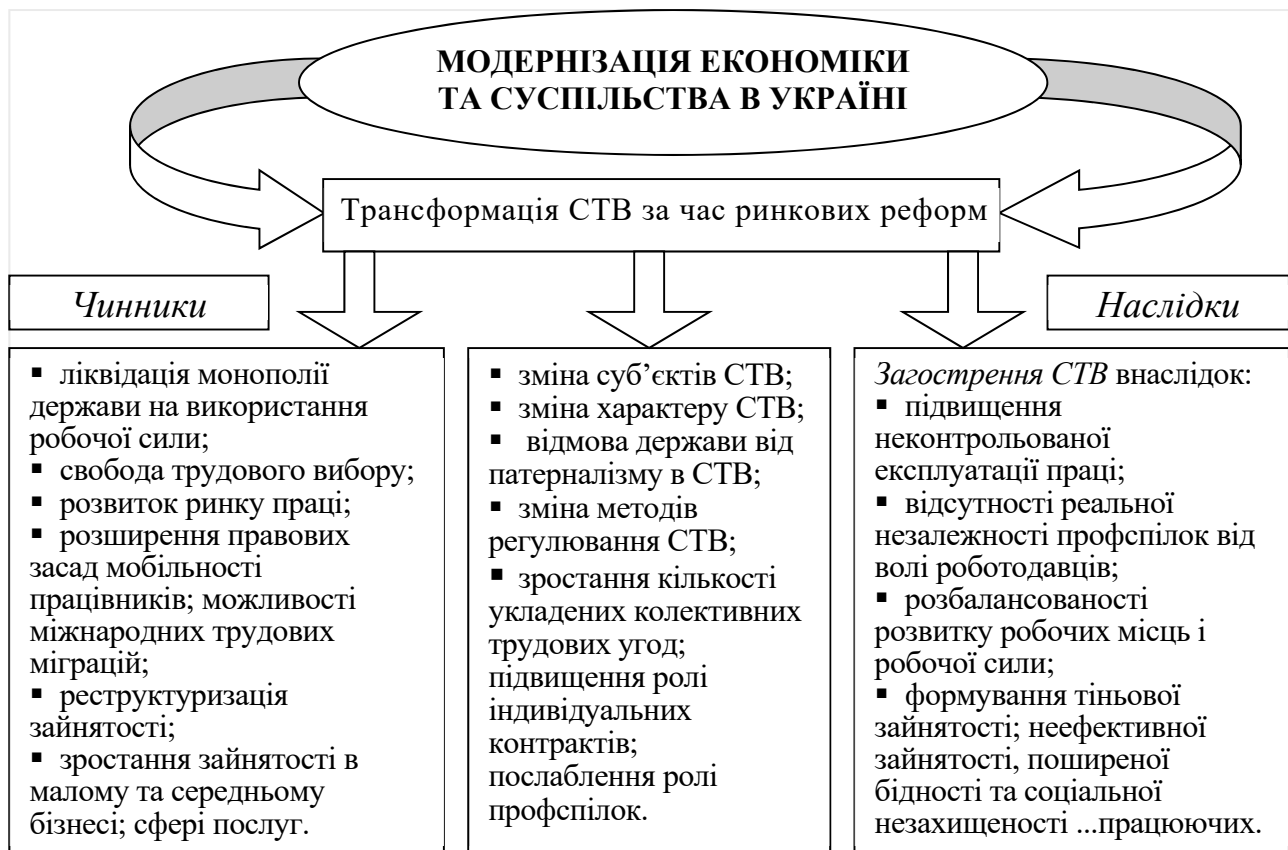 МОДЕРНІЗАЦІЯ ЕКОНОМІКИ
ТА СУСПІЛЬСТВА В УКРАЇНІ
Трансформація СТВ за час ринкових реформ
Чинники
Наслідки
▪ ліквідація монополії
держави на використання
робочої сили;
▪ свобода трудового вибору;
▪ розвиток ринку праці;
▪ розширення правових
засад мобільності
працівників; можливості
міжнародних трудових
міграцій;
▪ реструктуризація
зайнятості;
▪ зростання зайнятості в
малому та середньому
бізнесі; сфері послуг.
▪ зміна суб’єктів СТВ;
▪ зміна характеру СТВ;
▪ відмова держави від
патерналізму в СТВ;
▪ зміна методів
регулювання СТВ;
▪ зростання кількості
укладених колективних
трудових угод;
підвищення ролі
індивідуальних
контрактів;
послаблення ролі
профспілок.
Загострення СТВ внаслідок:
▪ підвищення
неконтрольованої
експлуатації праці;
▪ відсутності реальної
незалежності профспілок від
волі роботодавців;
▪ розбалансованості
розвитку робочих місць і
робочої сили;
▪ формування тіньової
зайнятості; неефективної
зайнятості, поширеної
бідності та соціальної
незахищеності ...працюючих.